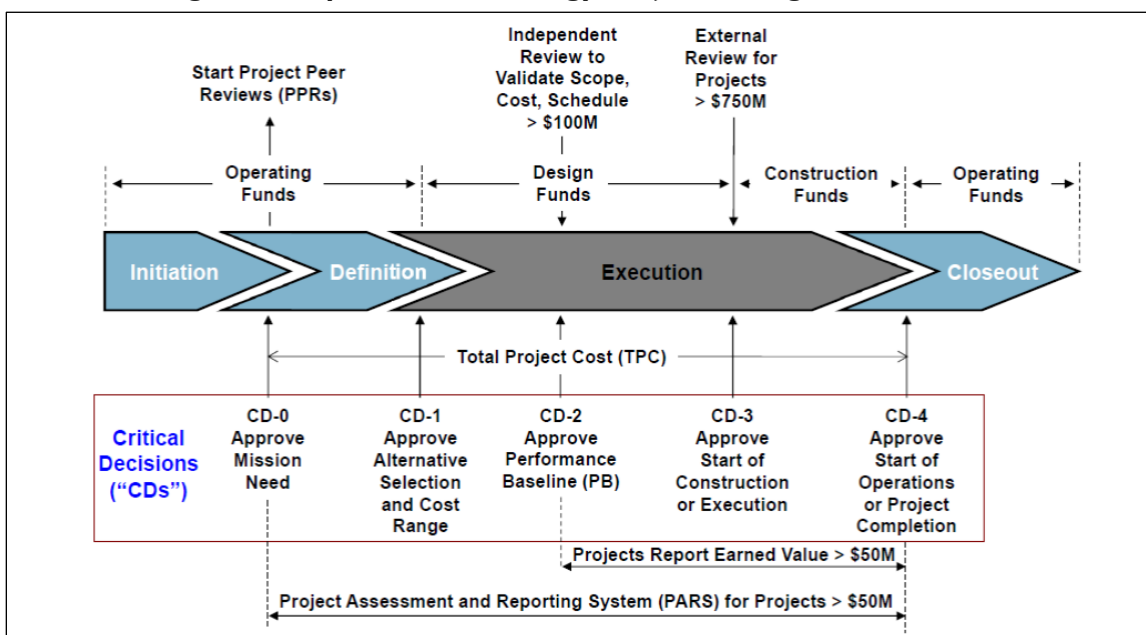 Start Project Peer
Reviews (PPRs)
Independent
Review to
Validate Scope,
Cost, Schedule
> $100M
External
Review for
Projects
> $750M
Operating
Funds
Design
Funds
Construction
Funds
Operating
Funds
Initiation
Definition
Execution
Closeout
Total Project Cost (TPC)
Critical
Decisions
(“CDs”)
CD-0
Approve
Mission
Need
CD-1
Approve
Alternative
Selection
and Cost
Range
CD-2
Approve
Performance
Baseline (PB)
CD-3
Approve
Start of
Construction
or Execution
CD-4
Approve
Start of
Operations
or Project
Completion
Projects Report Earned Value > $50M
Project Assessment and Reporting System (PARS) for Projects > $50M